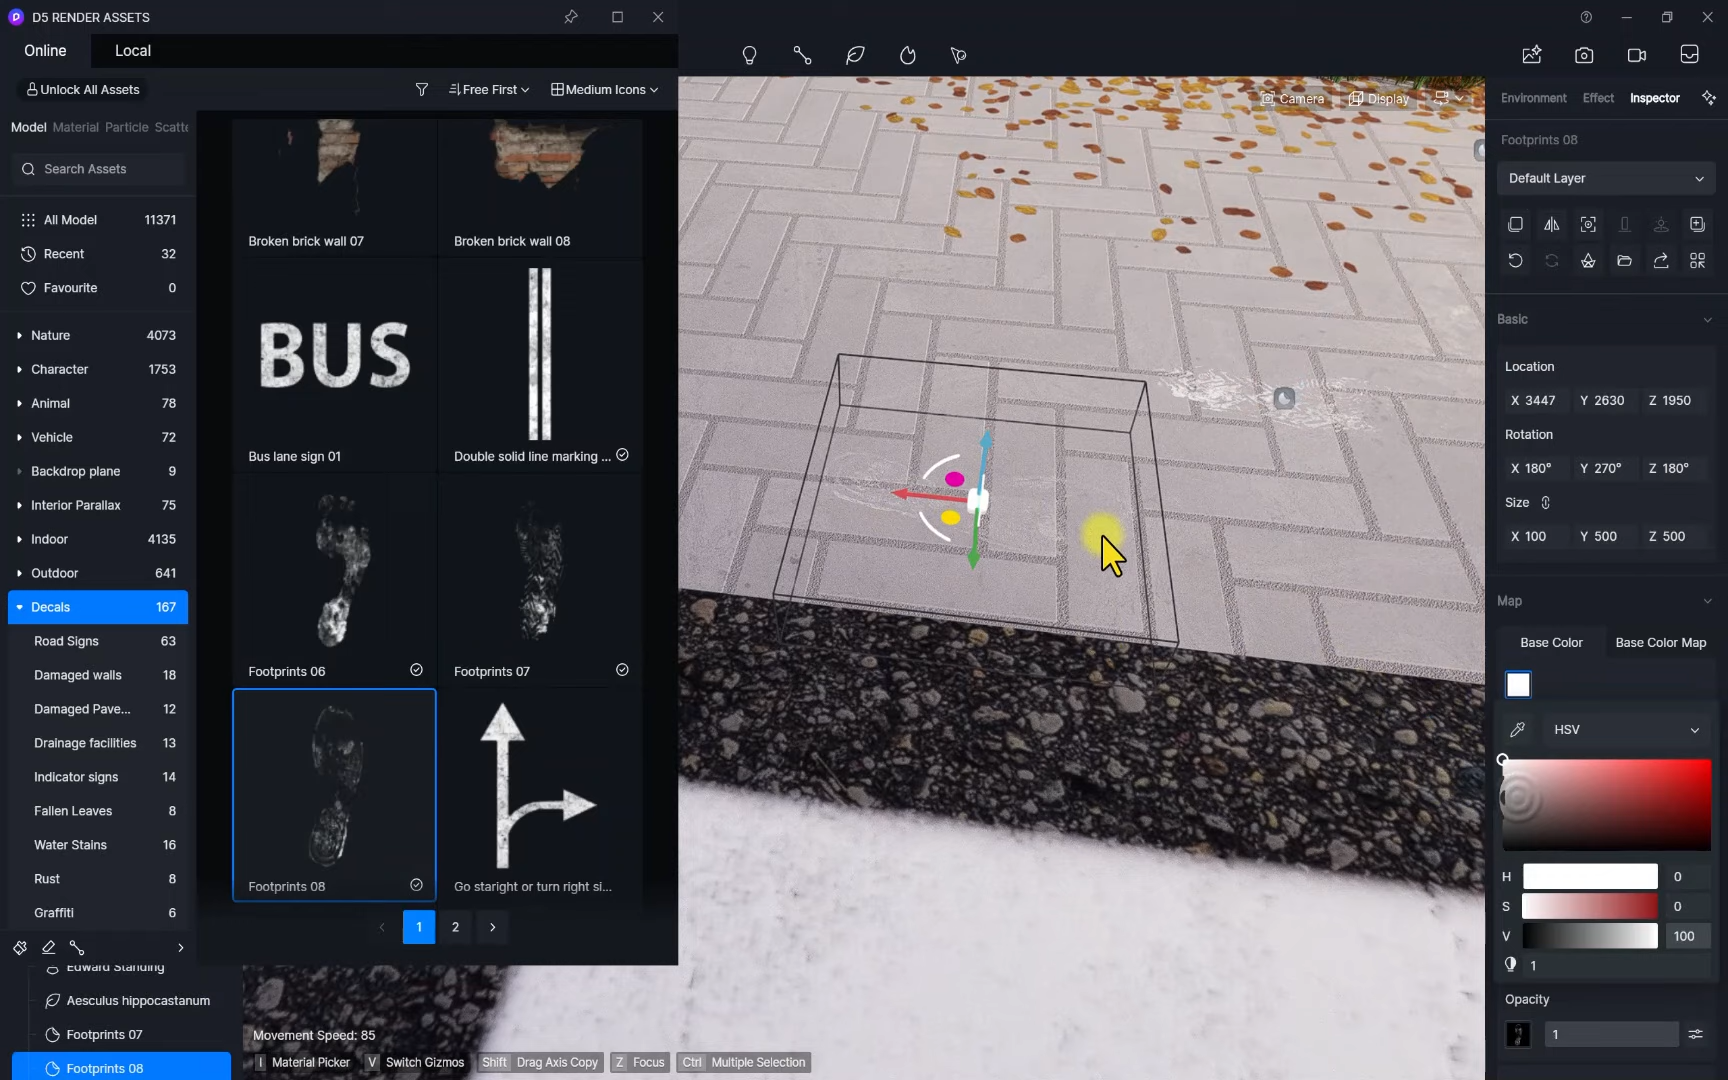 D5 RENDER ASSETS
Online Local
Unlock All Assets Free First Medium Icons
Model Material Particle Scatte
Search Assets
All Model 11371
Recent 32
Favourite 0
Nature 4073
Character 1753
Animal 78
Vehicle 72
Backdrop plane 9
Interior Parallax 75
Indoor 4135
Outdoor 641
Decals 167
Road Signs 63
Damaged walls 18
Damaged Pave... 12
Drainage facilities 13
Indicator signs 14
Fallen Leaves 8
Water Stains 16
Rust 8
Graffiti 6
Edward Standing
Aesculus hippocastanum
Footprints 07
Footprints 08
Broken brick wall 07 Broken brick wall 08
BUS
Bus lane sign 01 Double solid line marking ...
Footprints 06 Footprints 07
Footprints 08 Go staright or turn right si...
< 1 2 >
Camera Display
Movement Speed: 85
I Material Picker V Switch Gizmos Shift Drag Axis Copy Z Focus Ctrl Multiple Selection
Environment Effect Inspector
Footprints 08
Default Layer
Basic
Location
X 3447 Y 2630 Z 1950
Rotation
X 180° Y 270° Z 180°
Size
X 100 Y 500 Z 500
Map
Base Color Base Color Map
HSV
H 0
S 0
V 100
1
Opacity
1